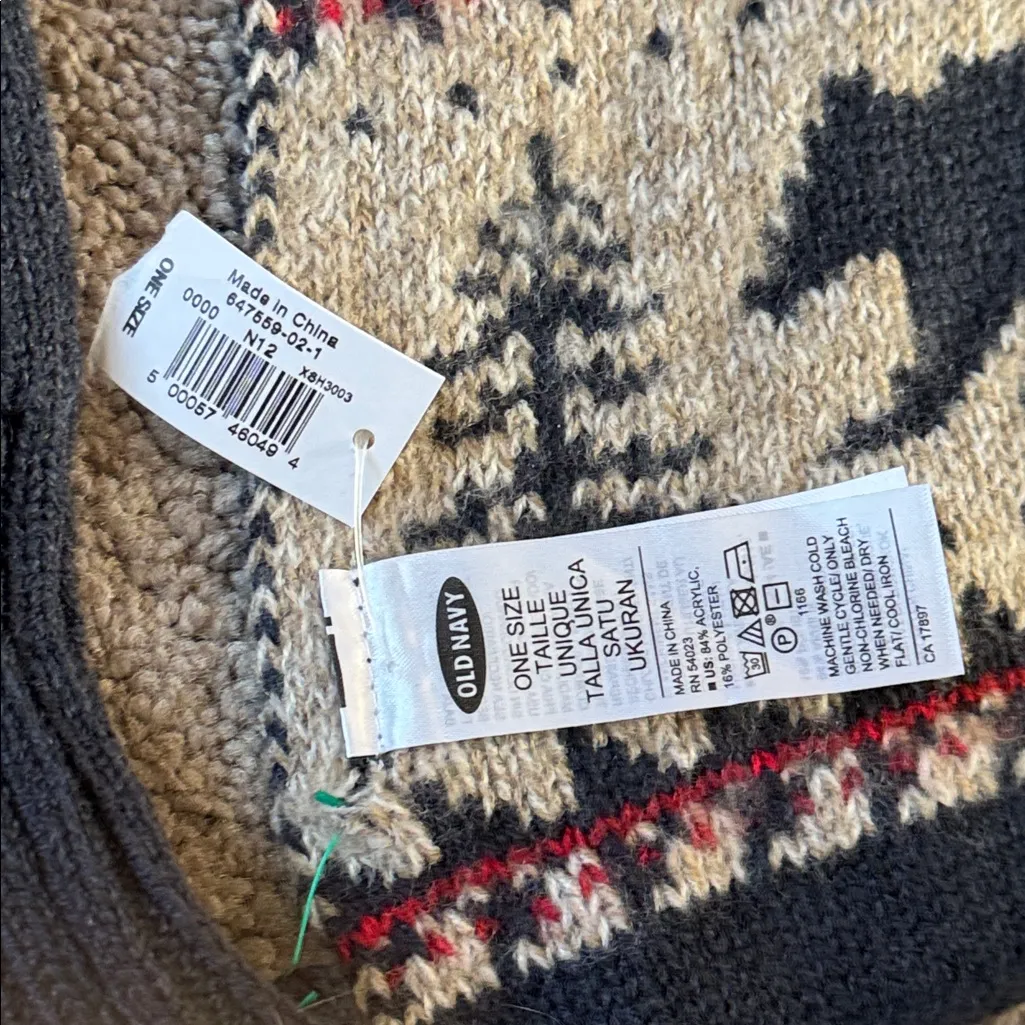 ONE SIZE
Made in China
647559-02-1
0000 N12
X8H3003
5 00057 46049 4
OLD NAVY
ONE SIZE
TAILLE
UNIQUE
TALLA UNICA
SATU
UKURAN
MADE IN CHINA
RN 54023
■ US: 84% ACRYLIC,
16% POLYESTER
30
P®
1166
MACHINE WASH COLD
GENTLE CYCLE/ ONLY
NON-CHLORINE BLEACH
WHEN NEEDED/ DRY
FLAT/ COOL IRON
CA 17897